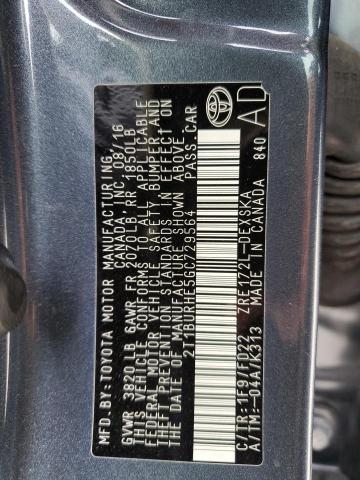 MFD.BY:TOYOTA MOTOR MANUFACTURING
CANADA, INC. 08/16
GVWR 3820 LB GAWR FR 2070LB RR 1850LB
THIS VEHICLE CONFORMS TO ALL APPLICABLE
FEDERAL MOTOR VEHICLE SAFETY, BUMPER AND
THEFT PREVENTION STANDARDS IN EFFECT ON
THE DATE OF MANUFACTURE SHOWN ABOVE.
2T1BURHE5GC729564 PASS.CAR
C/TR:1F9/FD22 ZRE172L-DEXSKA
A/TM:-04A/K313 MADE IN CANADA 840
AD